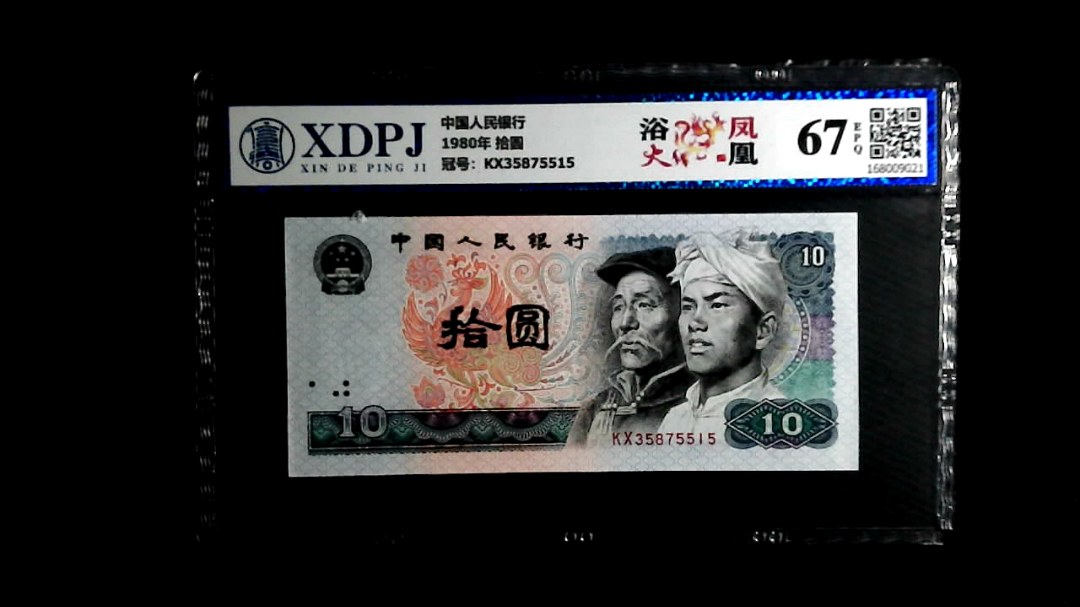 XDPJ
XIN DE PING JI
中国人民银行
1980年 拾圆
冠号：KX35875515
浴火
凤凰
67
EPQ
168009021
中国人民银行
10
拾圆
10
KX35875515
10